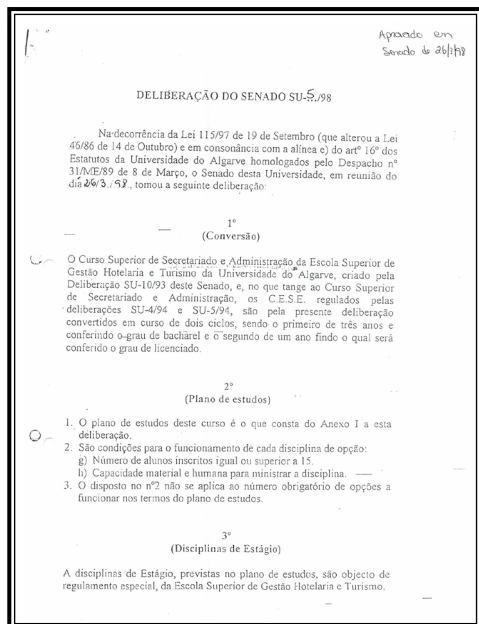 Aprovado em
Senado de 26/3/98
DELIBERAÇÃO DO SENADO SU-5./98
Na decorrência da Lei 115/97 de 19 de Setembro (que alterou a Lei
46/86 de 14 de Outubro) e em consonância com a alínea e) do artº 16º dos
Estatutos da Universidade do Algarve homologados pelo Despacho nº
31/ME/89 de 8 de Março, o Senado desta Universidade, em reunião do
dia 26/3./98., tomou a seguinte deliberação:
1º
(Conversão)
O Curso Superior de Secretariado e Administração da Escola Superior de
Gestão Hotelaria e Turismo da Universidade do Algarve, criado pela
Deliberação SU-10/93 deste Senado, e, no que tange ao Curso Superior
de Secretariado e Administração, os C.E.S.E. regulados pelas
deliberações SU-4/94 e SU-5/94, são pela presente deliberação
convertidos em curso de dois ciclos, sendo o primeiro de três anos e
conferindo o grau de bacharel e o segundo de um ano findo o qual será
conferido o grau de licenciado.
2º
(Plano de estudos)
1. O plano de estudos deste curso é o que consta do Anexo I a esta
deliberação.
2. São condições para o funcionamento de cada disciplina de opção:
g) Número de alunos inscritos igual ou superior a 15.
h) Capacidade material e humana para ministrar a disciplina.
3. O disposto no nº2 não se aplica ao número obrigatório de opções a
funcionar nos termos do plano de estudos.
3º
(Disciplinas de Estágio)
A disciplinas de Estágio, previstas no plano de estudos, são objecto de
regulamento especial, da Escola Superior de Gestão Hotelaria e Turismo.